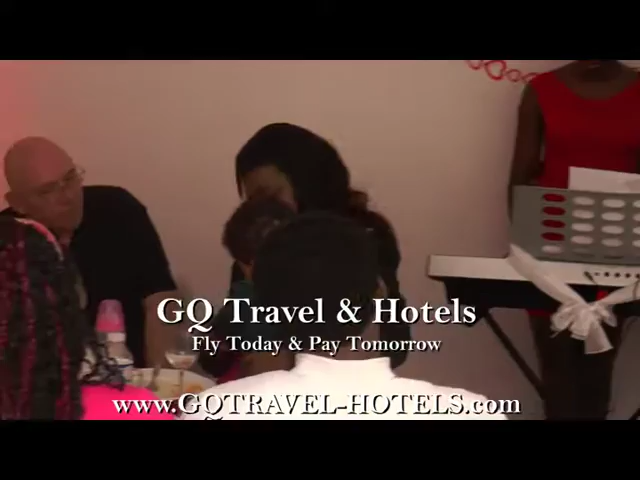 GQ Travel & Hotels
Fly Today & Pay Tomorrow
www.GQTRAVEL-HOTELS.com